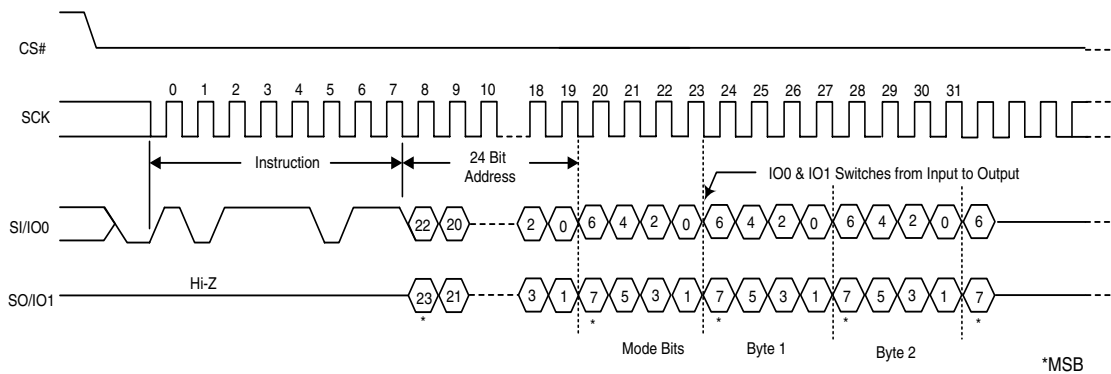 CS#
0 1 2 3 4 5 6 7 8 9 10 18 19 20 21 22 23 24 25 26 27 28 29 30 31
SCK
Instruction
24 Bit
Address
IO0 & IO1 Switches from Input to Output
SI/IO0
22 20 2 0 6 4 2 0 6 4 2 0 6 4 2 0 6
Hi-Z
SO/IO1
23 21 3 1 7 5 3 1 7 5 3 1 7 5 3 1 7
* * * * *
Mode Bits
Byte 1
Byte 2
*MSB